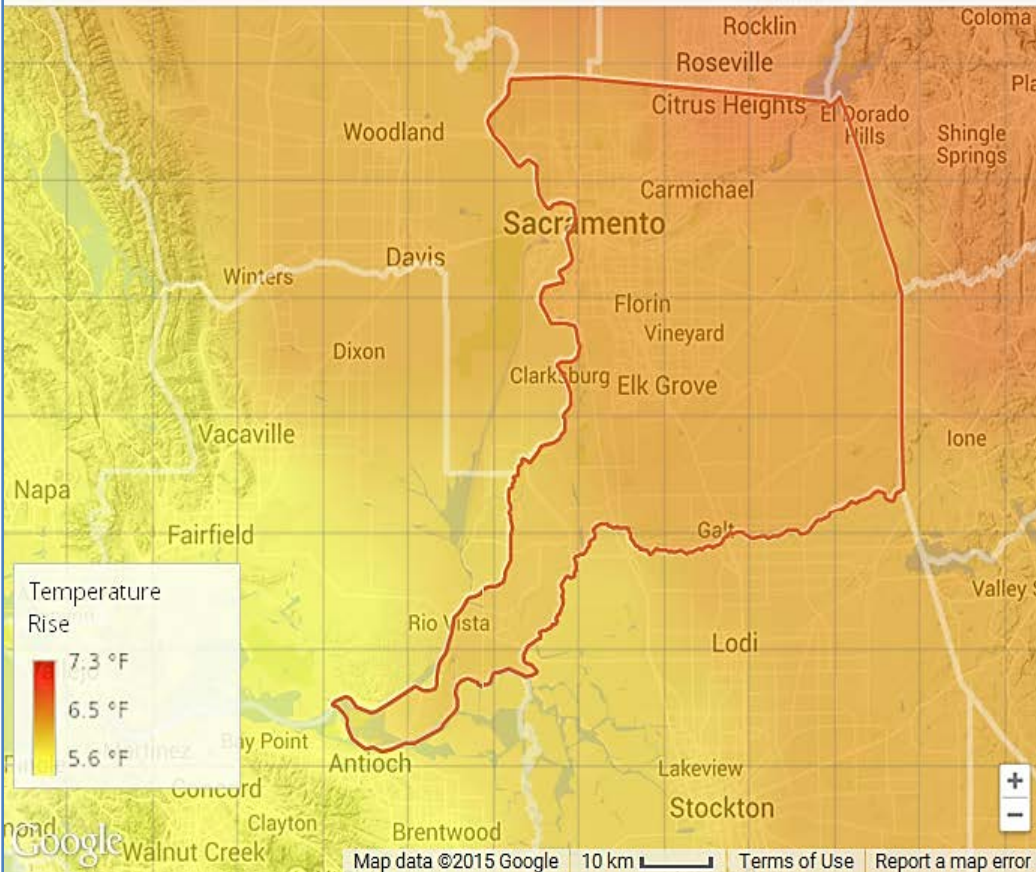 Coloma
Rocklin
Roseville
Citrus Heights
El Dorado
Hills
Shingle
Springs
Woodland
Carmichael
Sacramento
Davis
Winters
Florin
Vineyard
Dixon
Clarksburg
Elk Grove
Vacaville
Ione
Napa
Fairfield
Galt
Temperature
Rise
7.3 °F
6.5 °F
5.6 °F
Valley S
Rio Vista
Lodi
Martinez
Bay Point
Antioch
Lakeview
Concord
Stockton
Clayton
Brentwood
mond
Google
Walnut Creek
+
−
Map data ©2015 Google
10 km
Terms of Use
Report a map error